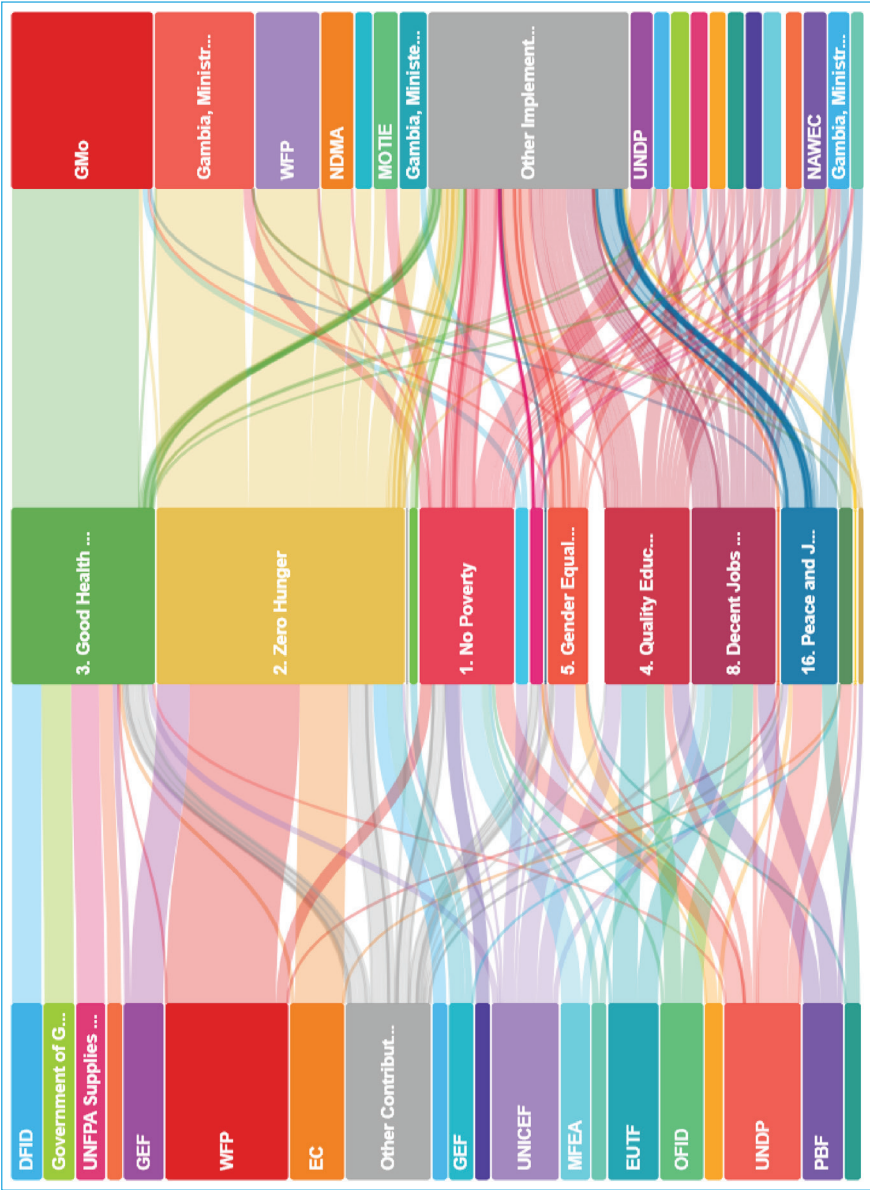 GMo
Gambia, Ministr...
WFP
NDMA
MOTIE
Gambia, Ministe...
Other Implement...
UNDP
NAWEC
Gambia, Ministr...
3. Good Health ...
2. Zero Hunger
1. No Poverty
5. Gender Equal...
4. Quality Educ...
8. Decent Jobs ...
16. Peace and J...
DFID
Government of G...
UNFPA Supplies ...
GEF
WFP
EC
Other Contribut...
GEF
UNICEF
MFEA
EUTF
OFID
UNDP
PBF